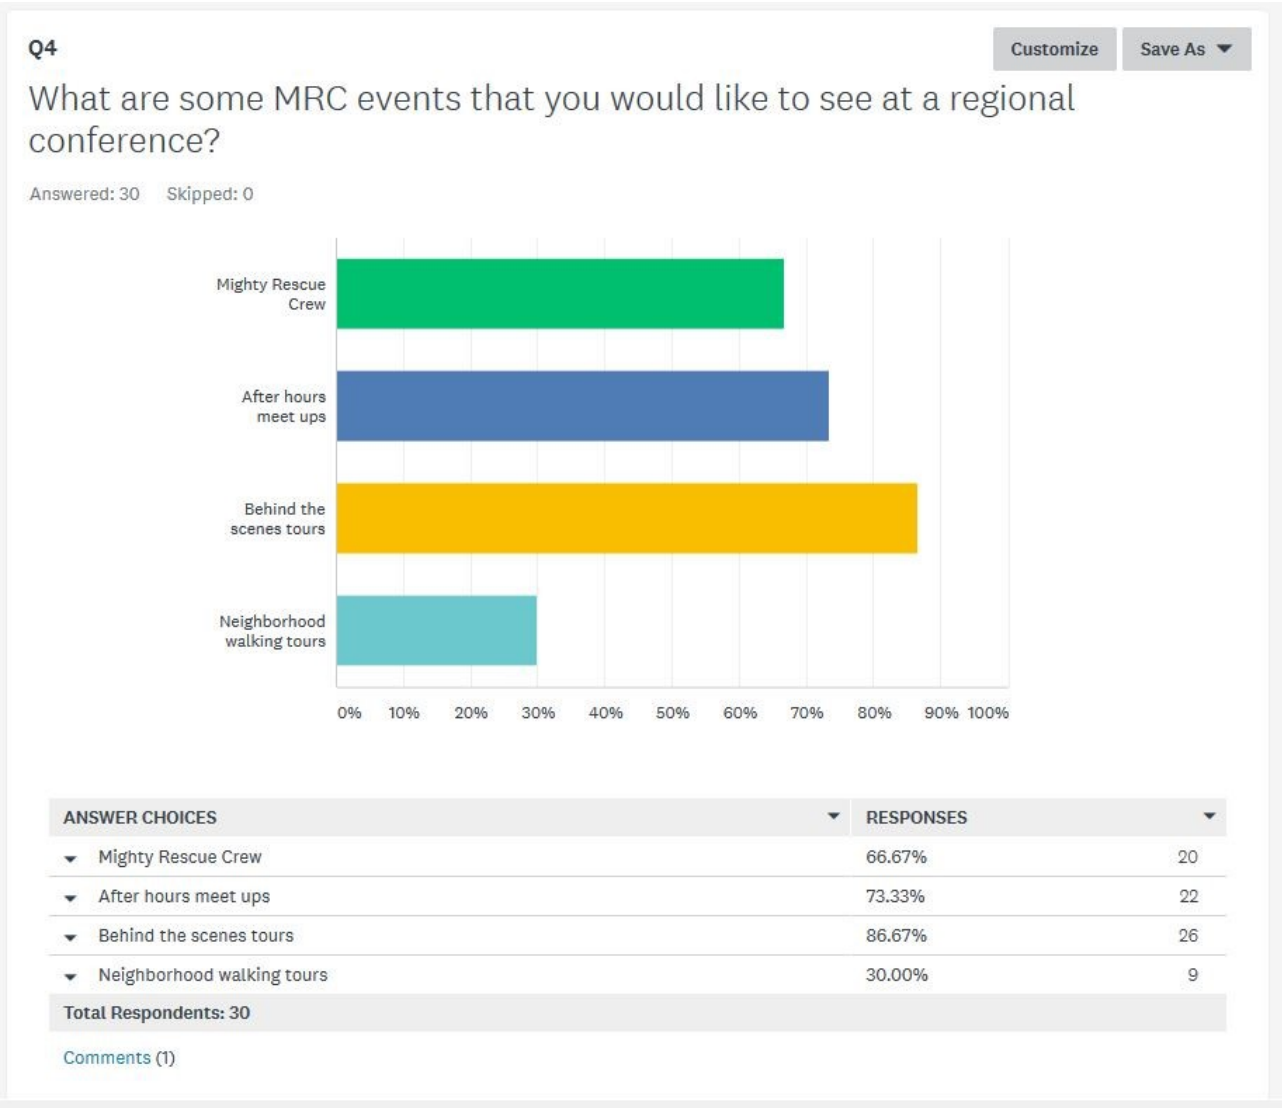 Q4
Customize
Save As
What are some MRC events that you would like to see at a regional
conference?
Answered: 30 Skipped: 0
Mighty Rescue
Crew
After hours
meet ups
Behind the
scenes tours
Neighborhood
walking tours
0% 10% 20% 30% 40% 50% 60% 70% 80% 90% 100%
ANSWER CHOICES RESPONSES
Mighty Rescue Crew 66.67% 20
After hours meet ups 73.33% 22
Behind the scenes tours 86.67% 26
Neighborhood walking tours 30.00% 9
Total Respondents: 30
Comments (1)